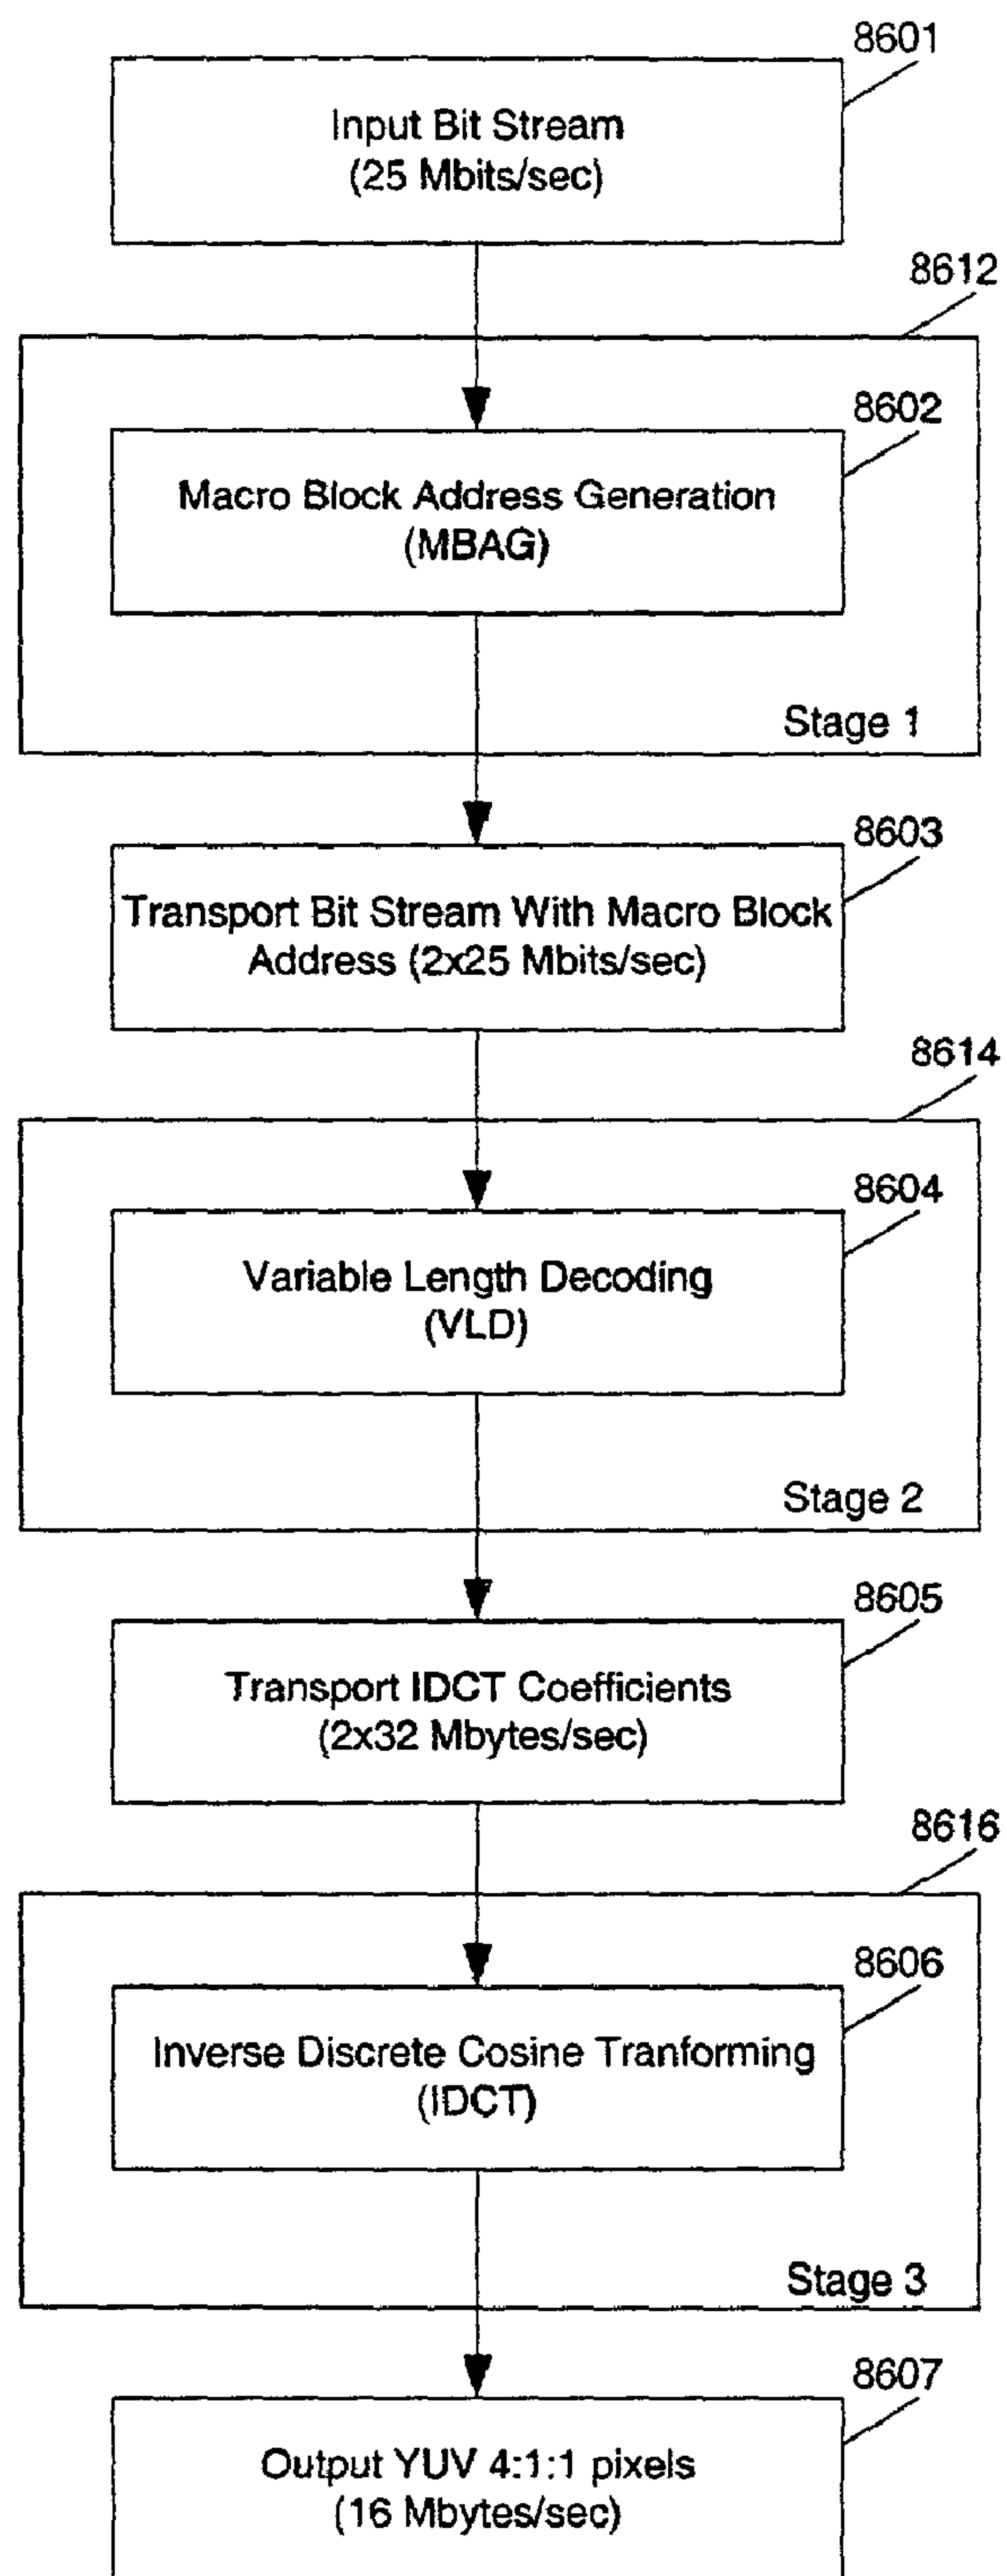 8601
Input Bit Stream
(25 Mbits/sec)
8612
8602
Macro Block Address Generation
(MBAG)
Stage 1
8603
Transport Bit Stream With Macro Block
Address (2x25 Mbits/sec)
8614
8604
Variable Length Decoding
(VLD)
Stage 2
8605
Transport IDCT Coefficients
(2x32 Mbytes/sec)
8616
8606
Inverse Discrete Cosine Tranforming
(IDCT)
Stage 3
8607
Output YUV 4:1:1 pixels
(16 Mbytes/sec)